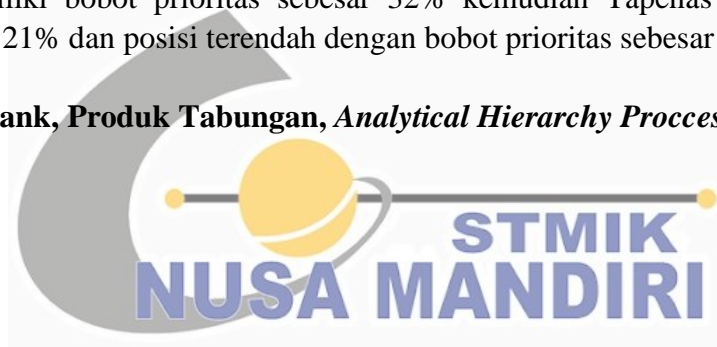 miki bobot prioritas sebesar 32% kemudian Tapenas
21% dan posisi terendah dengan bobot prioritas sebesar
ank, Produk Tabungan, Analytical Hierarchy Procces
STMIK
NUSA MANDIRI